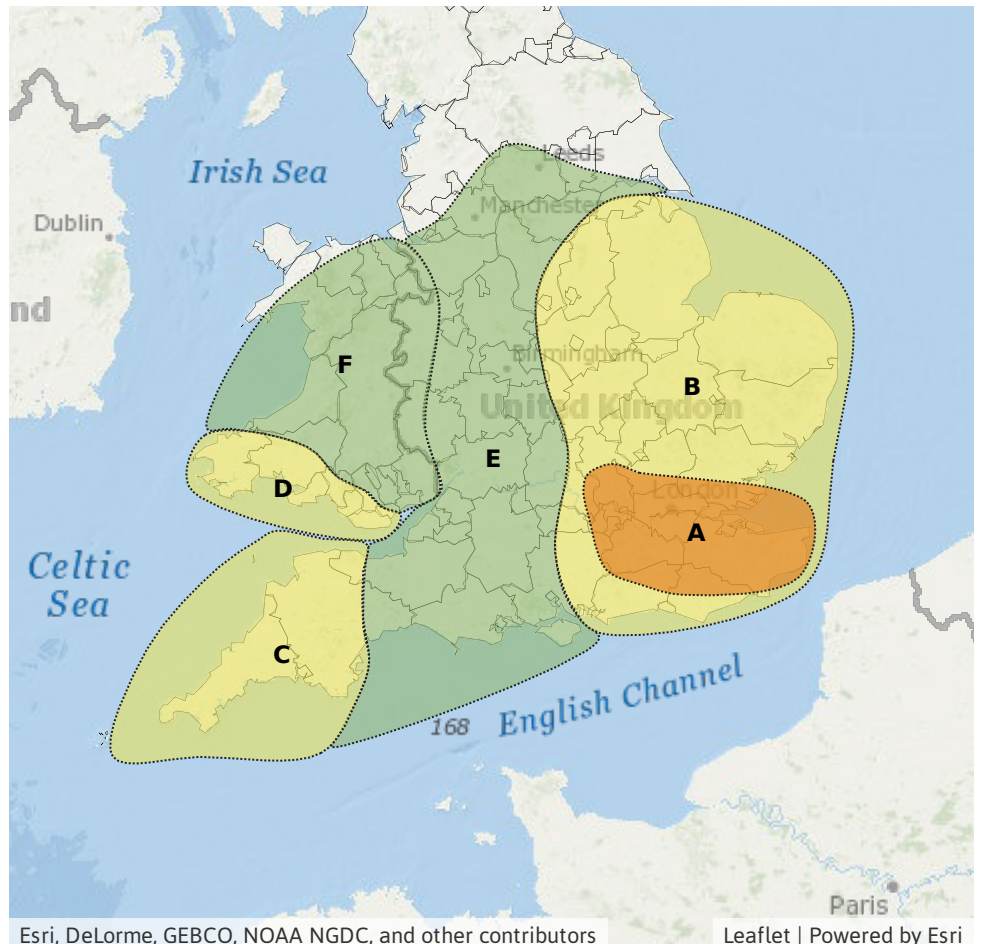 Leeds
Irish Sea
Manchester
Dublin
nd
Birmingham
F
B
United Kingdom
E
D
London
A
Celtic
Sea
C
English Channel
168
Paris
Esri, DeLorme, GEBCO, NOAA NGDC, and other contributors
Leaflet | Powered by Esri